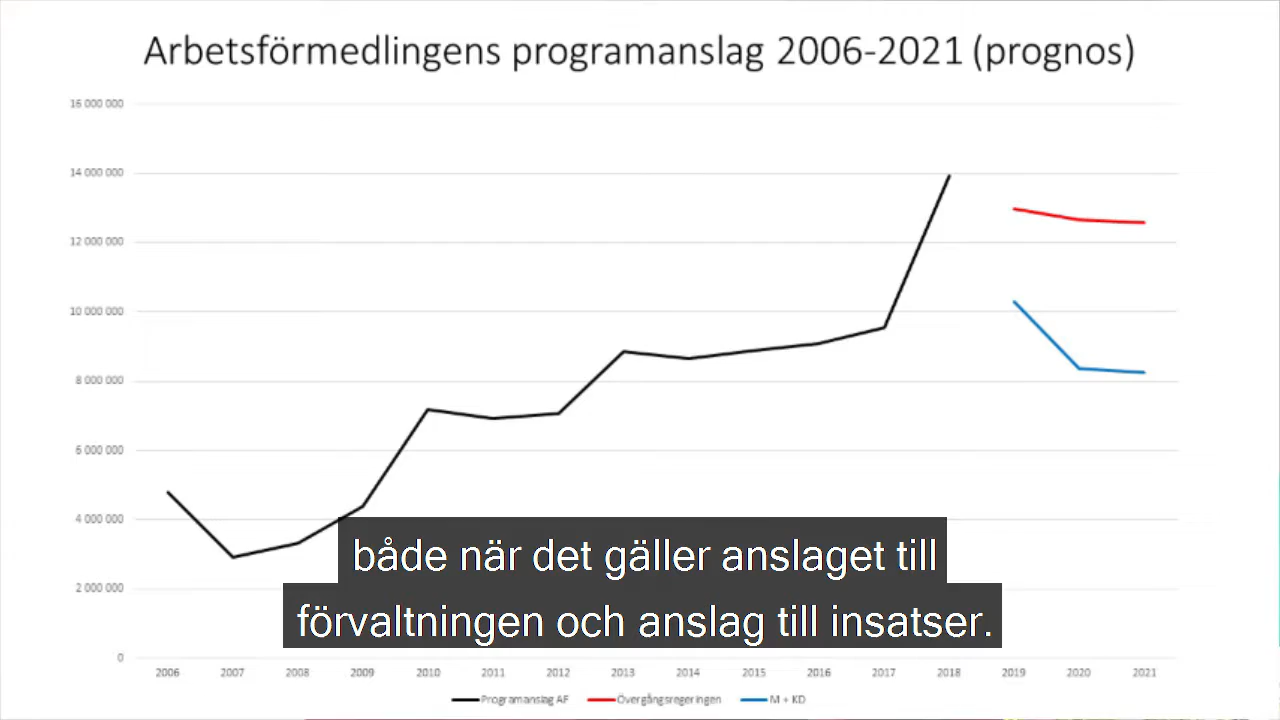 Arbetsförmedlingens programanslag 2006-2021 (prognos)
16 000 000
14 000 000
12 000 000
10 000 000
8 000 000
6 000 000
4 000 000
2 000 000
0
både när det gäller anslaget till
förvaltningen och anslag till insatser.
2006 2007 2008 2009 2010 2011 2012 2013 2014 2015 2016 2017 2018 2019 2020 2021
Programanslag AF Övergångsregeringen M + KD